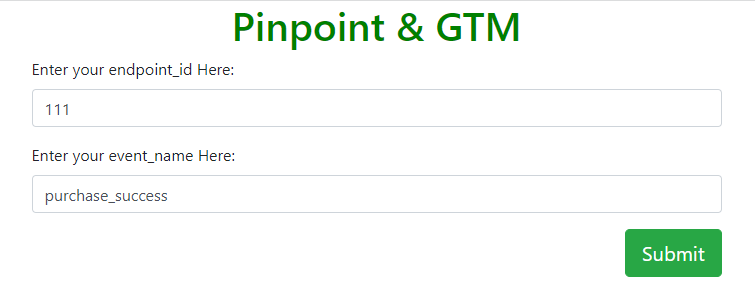 Pinpoint & GTM
Enter your endpoint_id Here:
111
Enter your event_name Here:
purchase_success
Submit